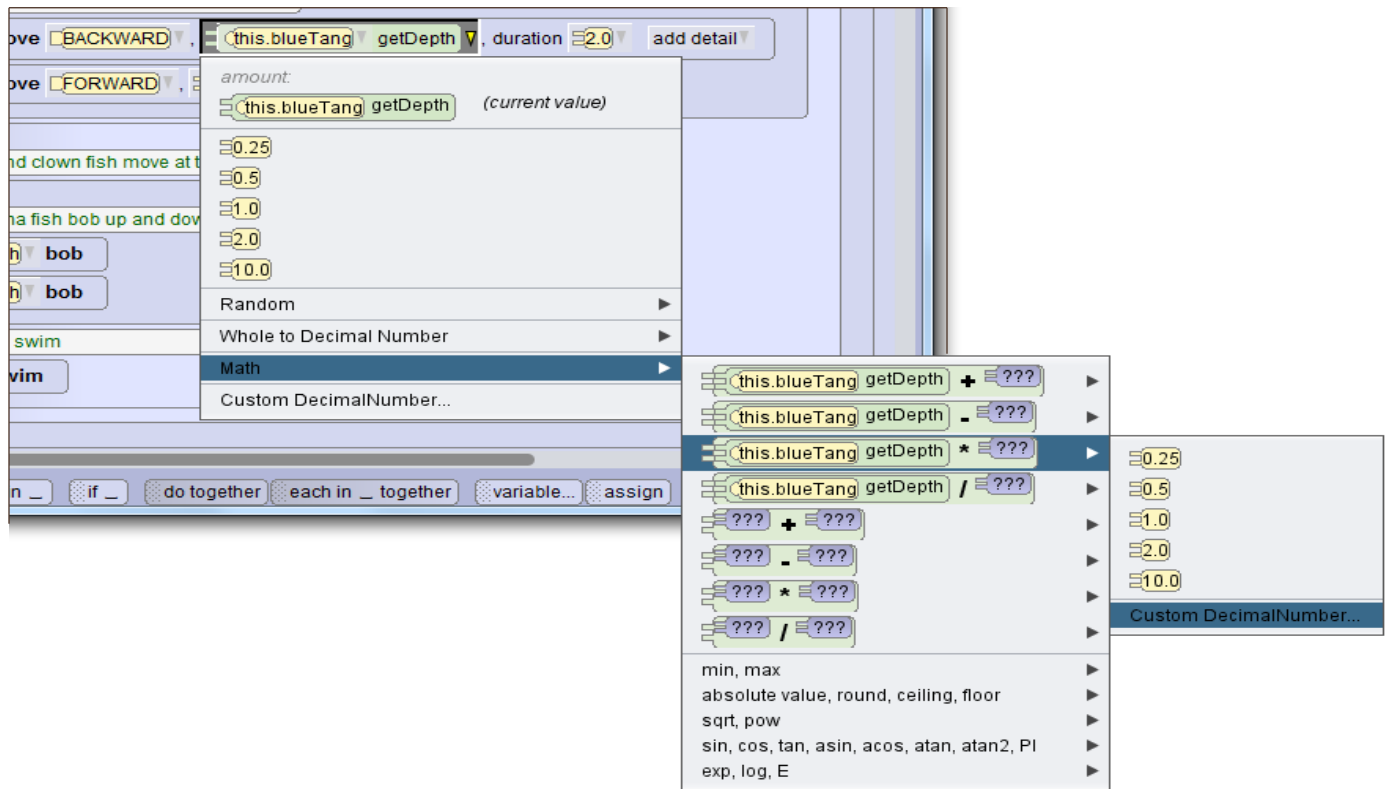 ove BACKWARD , this.blueTang getDepth , duration 2.0 add detail
ove FORWARD ,
amount:
this.blueTang getDepth (current value)
0.25
0.5
1.0
2.0
10.0
Random
Whole to Decimal Number
Math
Custom DecimalNumber...
nd clown fish move at t
na fish bob up and dow
h bob
h bob
swim
wim
n _ if _ do together each in _ together variable... assign
this.blueTang getDepth + ???
this.blueTang getDepth - ???
this.blueTang getDepth * ???
this.blueTang getDepth / ???
??? + ???
??? - ???
??? * ???
??? / ???
min, max
absolute value, round, ceiling, floor
sqrt, pow
sin, cos, tan, asin, acos, atan, atan2, PI
exp, log, E
0.25
0.5
1.0
2.0
10.0
Custom DecimalNumber...